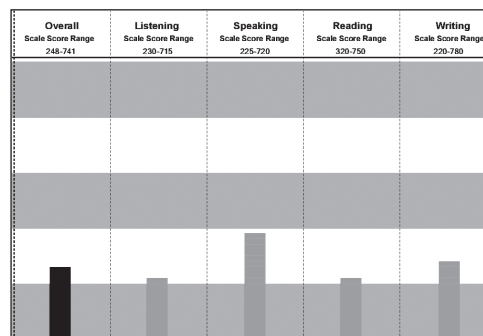 Overall Listening Speaking Reading Writing
Scale Score Range Scale Score Range Scale Score Range Scale Score Range Scale Score Range
248-741 230-715 225-720 320-750 220-780